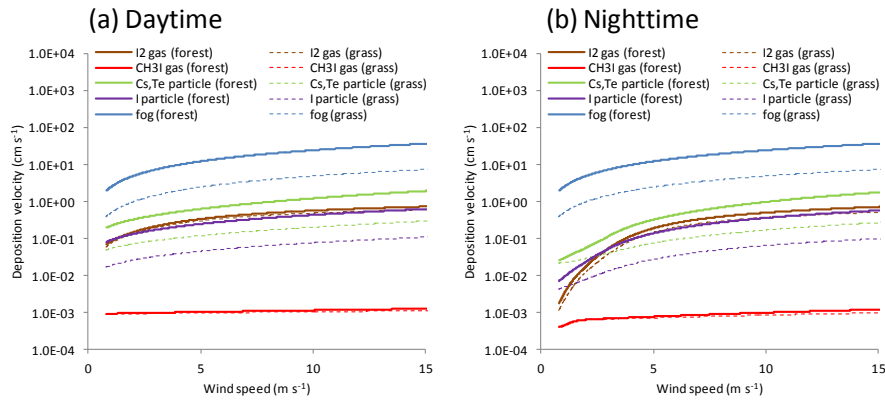 (a) Daytime
1.0E+04
1.0E+03
1.0E+02
1.0E+01
1.0E+00
1.0E-01
1.0E-02
1.0E-03
1.0E-04
Deposition velocity (cm s⁻¹)
I2 gas (forest) I2 gas (grass)
CH3I gas (forest) CH3I gas (grass)
Cs,Te particle (forest) Cs,Te particle (grass)
I particle (forest) I particle (grass)
fog (forest) fog (grass)
0 5 10 15
Wind speed (m s⁻¹)
(b) Nighttime
1.0E+04
1.0E+03
1.0E+02
1.0E+01
1.0E+00
1.0E-01
1.0E-02
1.0E-03
1.0E-04
Deposition velocity (cm s⁻¹)
I2 gas (forest) I2 gas (grass)
CH3I gas (forest) CH3I gas (grass)
Cs,Te particle (forest) Cs,Te particle (grass)
I particle (forest) I particle (grass)
fog (forest) fog (grass)
0 5 10 15
Wind speed (m s⁻¹)